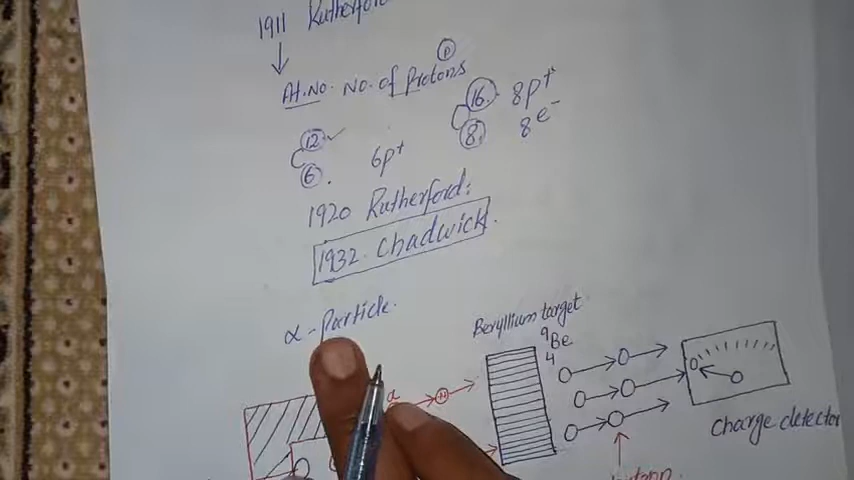 1911 Rutherford
At.No. No. of Protons
p
12
C
6
6p+
16
C
8
8p+
8e-
1920 Rutherford:
1932. Chadwick.
α-Particle.
Beryllium target
9
Be
4
α
charge detector